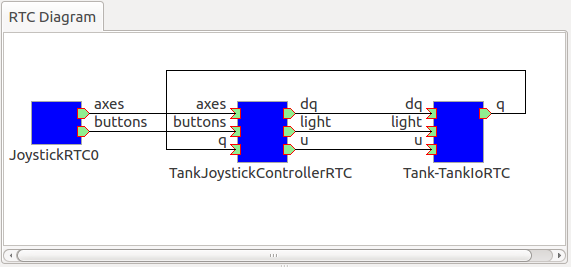 RTC Diagram
axes axes dq dq q
buttons buttons light light
q u u
JoystickRTC0
TankJoystickControllerRTC Tank-TankIoRTC